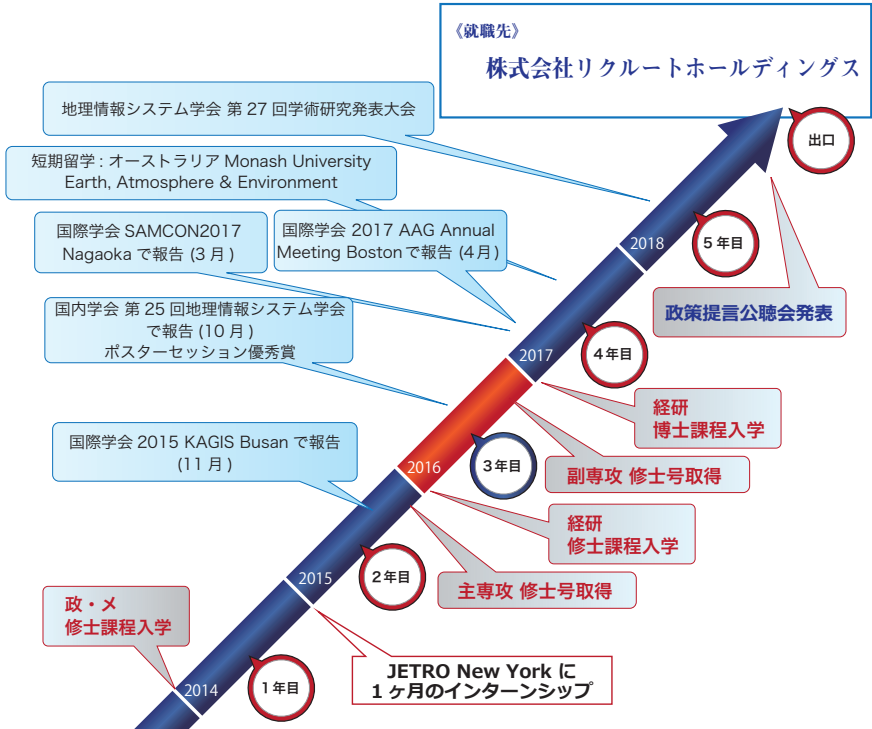 《就職先》
株式会社リクルートホールディングス
地理情報システム学会 第 27 回学術研究発表大会
出口
短期留学 : オーストラリア Monash University
Earth, Atmosphere & Environment
国際学会 SAMCON2017
Nagaoka で報告 (3 月 )
国際学会 2017 AAG Annual
Meeting Boston で報告 (4月)
2018
5 年目
政策提言公聴会発表
国内学会 第 25 回地理情報システム学会
で報告 (10 月 )
ポスターセッション優秀賞
2017
4 年目
経研
博士課程入学
国際学会 2015 KAGIS Busan で報告
(11 月 )
2016
3 年目
副専攻 修士号取得
経研
修士課程入学
2015
2 年目
主専攻 修士号取得
政・メ
修士課程入学
JETRO New York に
1 ヶ月のインターンシップ
2014
1 年目